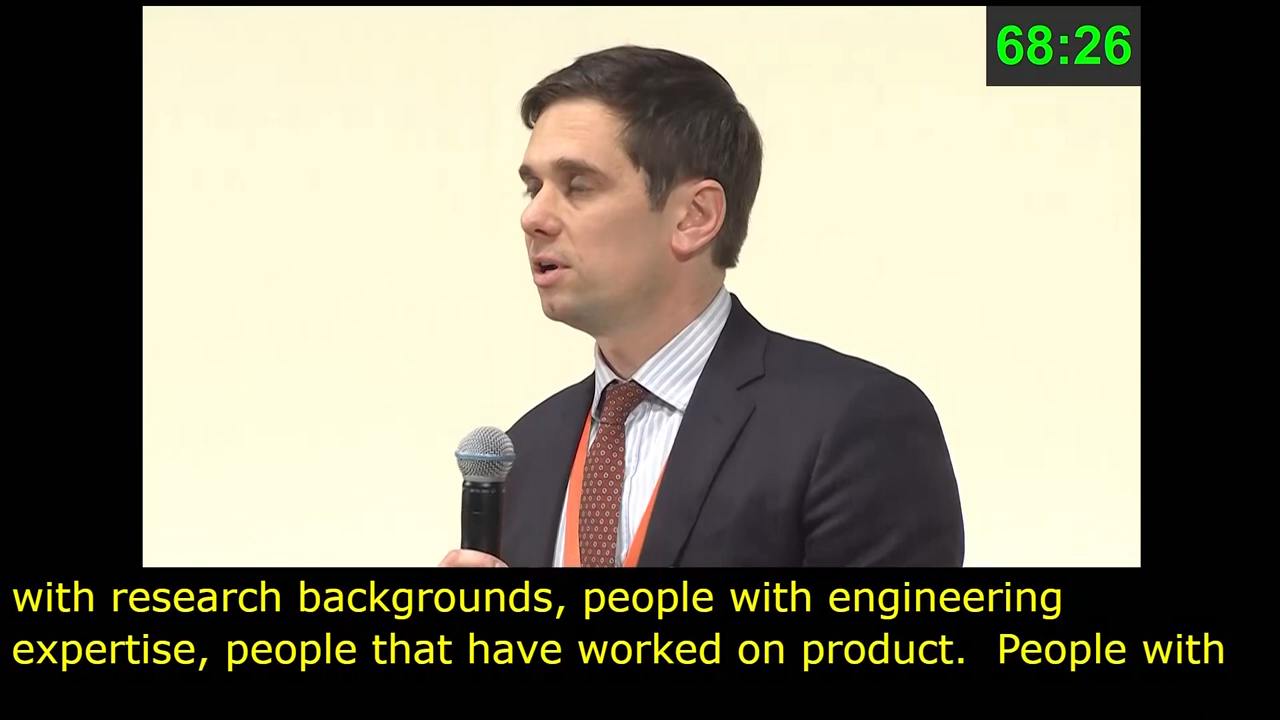 68:26
with research backgrounds, people with engineering
expertise, people that have worked on product.  People with